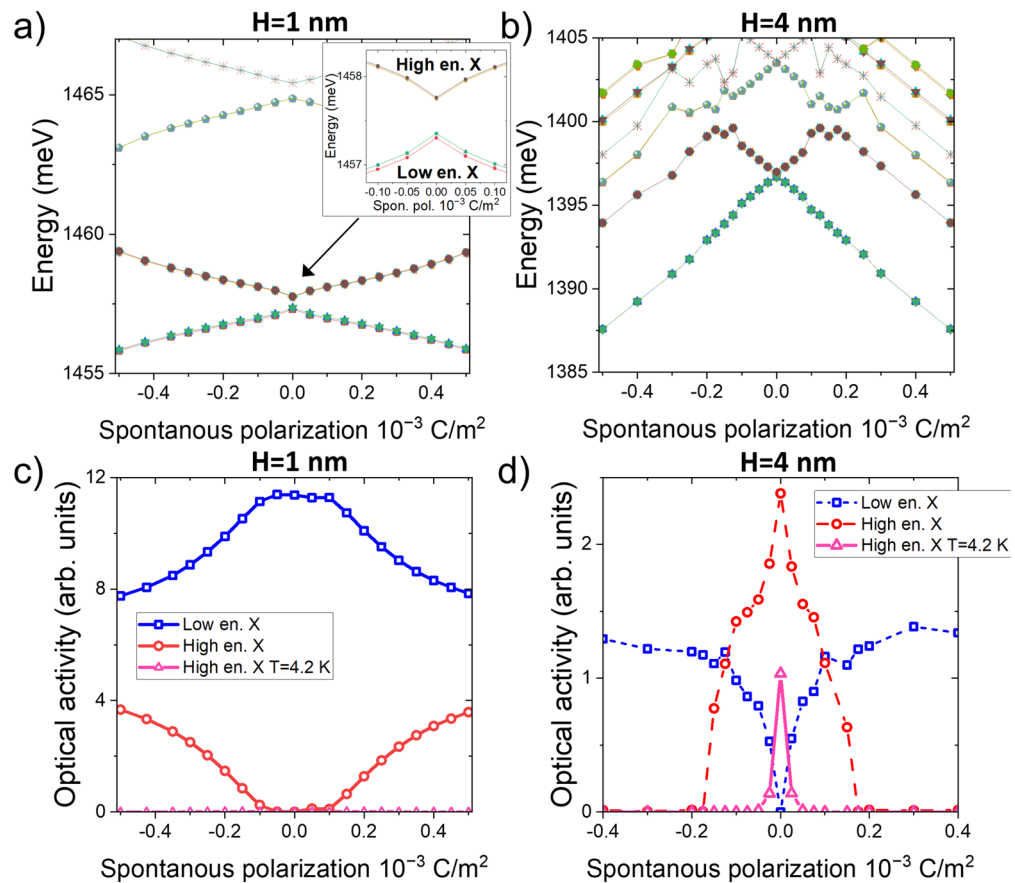 a)
H=1 nm
Energy (meV)
1465
1460
1455
-0.4
-0.2
0.0
0.2
0.4
Spontanous polarization 10⁻³ C/m²
High en. X
Low en. X
Energy (meV)
1458
1457
-0.10
-0.05
0.00
0.05
0.10
Spon. pol. 10⁻³ C/m²
b)
H=4 nm
Energy (meV)
1405
1400
1395
1390
1385
-0.4
-0.2
0.0
0.2
0.4
Spontanous polarization 10⁻³ C/m²
c)
H=1 nm
Optical activity (arb. units)
12
8
4
0
Low en. X
High en. X
High en. X T=4.2 K
-0.4
-0.2
0.0
0.2
0.4
Spontanous polarization 10⁻³ C/m²
d)
H=4 nm
Optical activity (arb. units)
2
1
0
Low en. X
High en. X
High en. X T=4.2 K
-0.4
-0.2
0.0
0.2
0.4
Spontanous polarization 10⁻³ C/m²